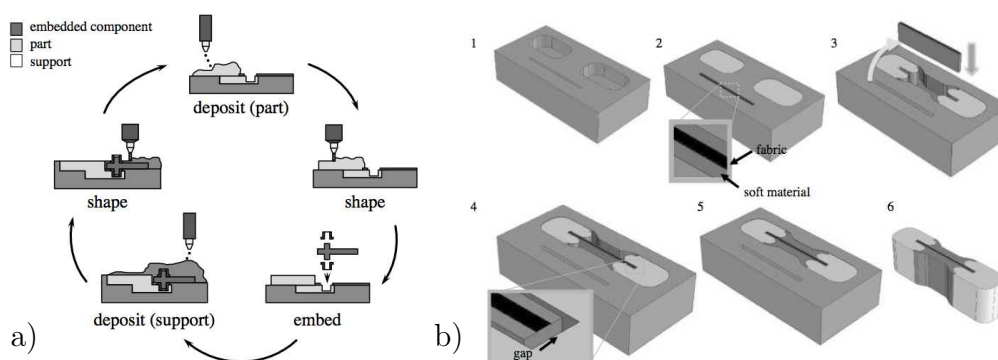 embedded component
part
support
deposit (part)
shape
shape
deposit (support)
embed
a)
1
2
3
fabric
soft material
4
5
6
gap
b)